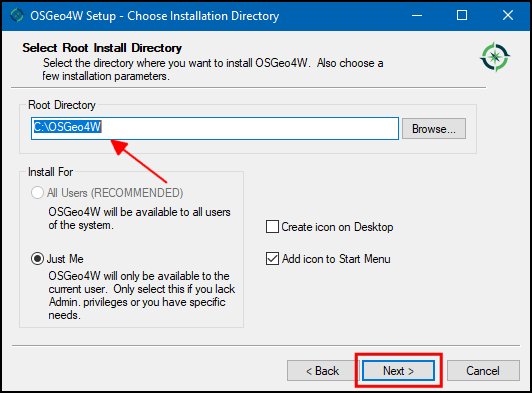 OSGeo4W Setup - Choose Installation Directory
Select Root Install Directory
Select the directory where you want to install OSGeo4W.  Also choose a
few installation parameters.
Root Directory
C:\OSGeo4W
Browse...
Install For
All Users (RECOMMENDED)
OSGeo4W will be available to all users
of the system.
Create icon on Desktop
Just Me
Add icon to Start Menu
OSGeo4W will only be available to the
current user.  Only select this if you lack
Admin. privileges or you have specific
needs.
< Back
Next >
Cancel